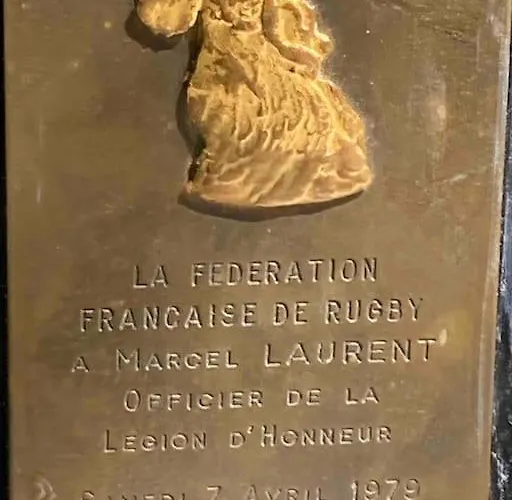 LA FEDERATION
FRANCAISE DE RUGBY
A MARCEL LAURENT
OFFICIER DE LA
LEGION D'HONNEUR
SAMEDI 7 AVRIL 1979